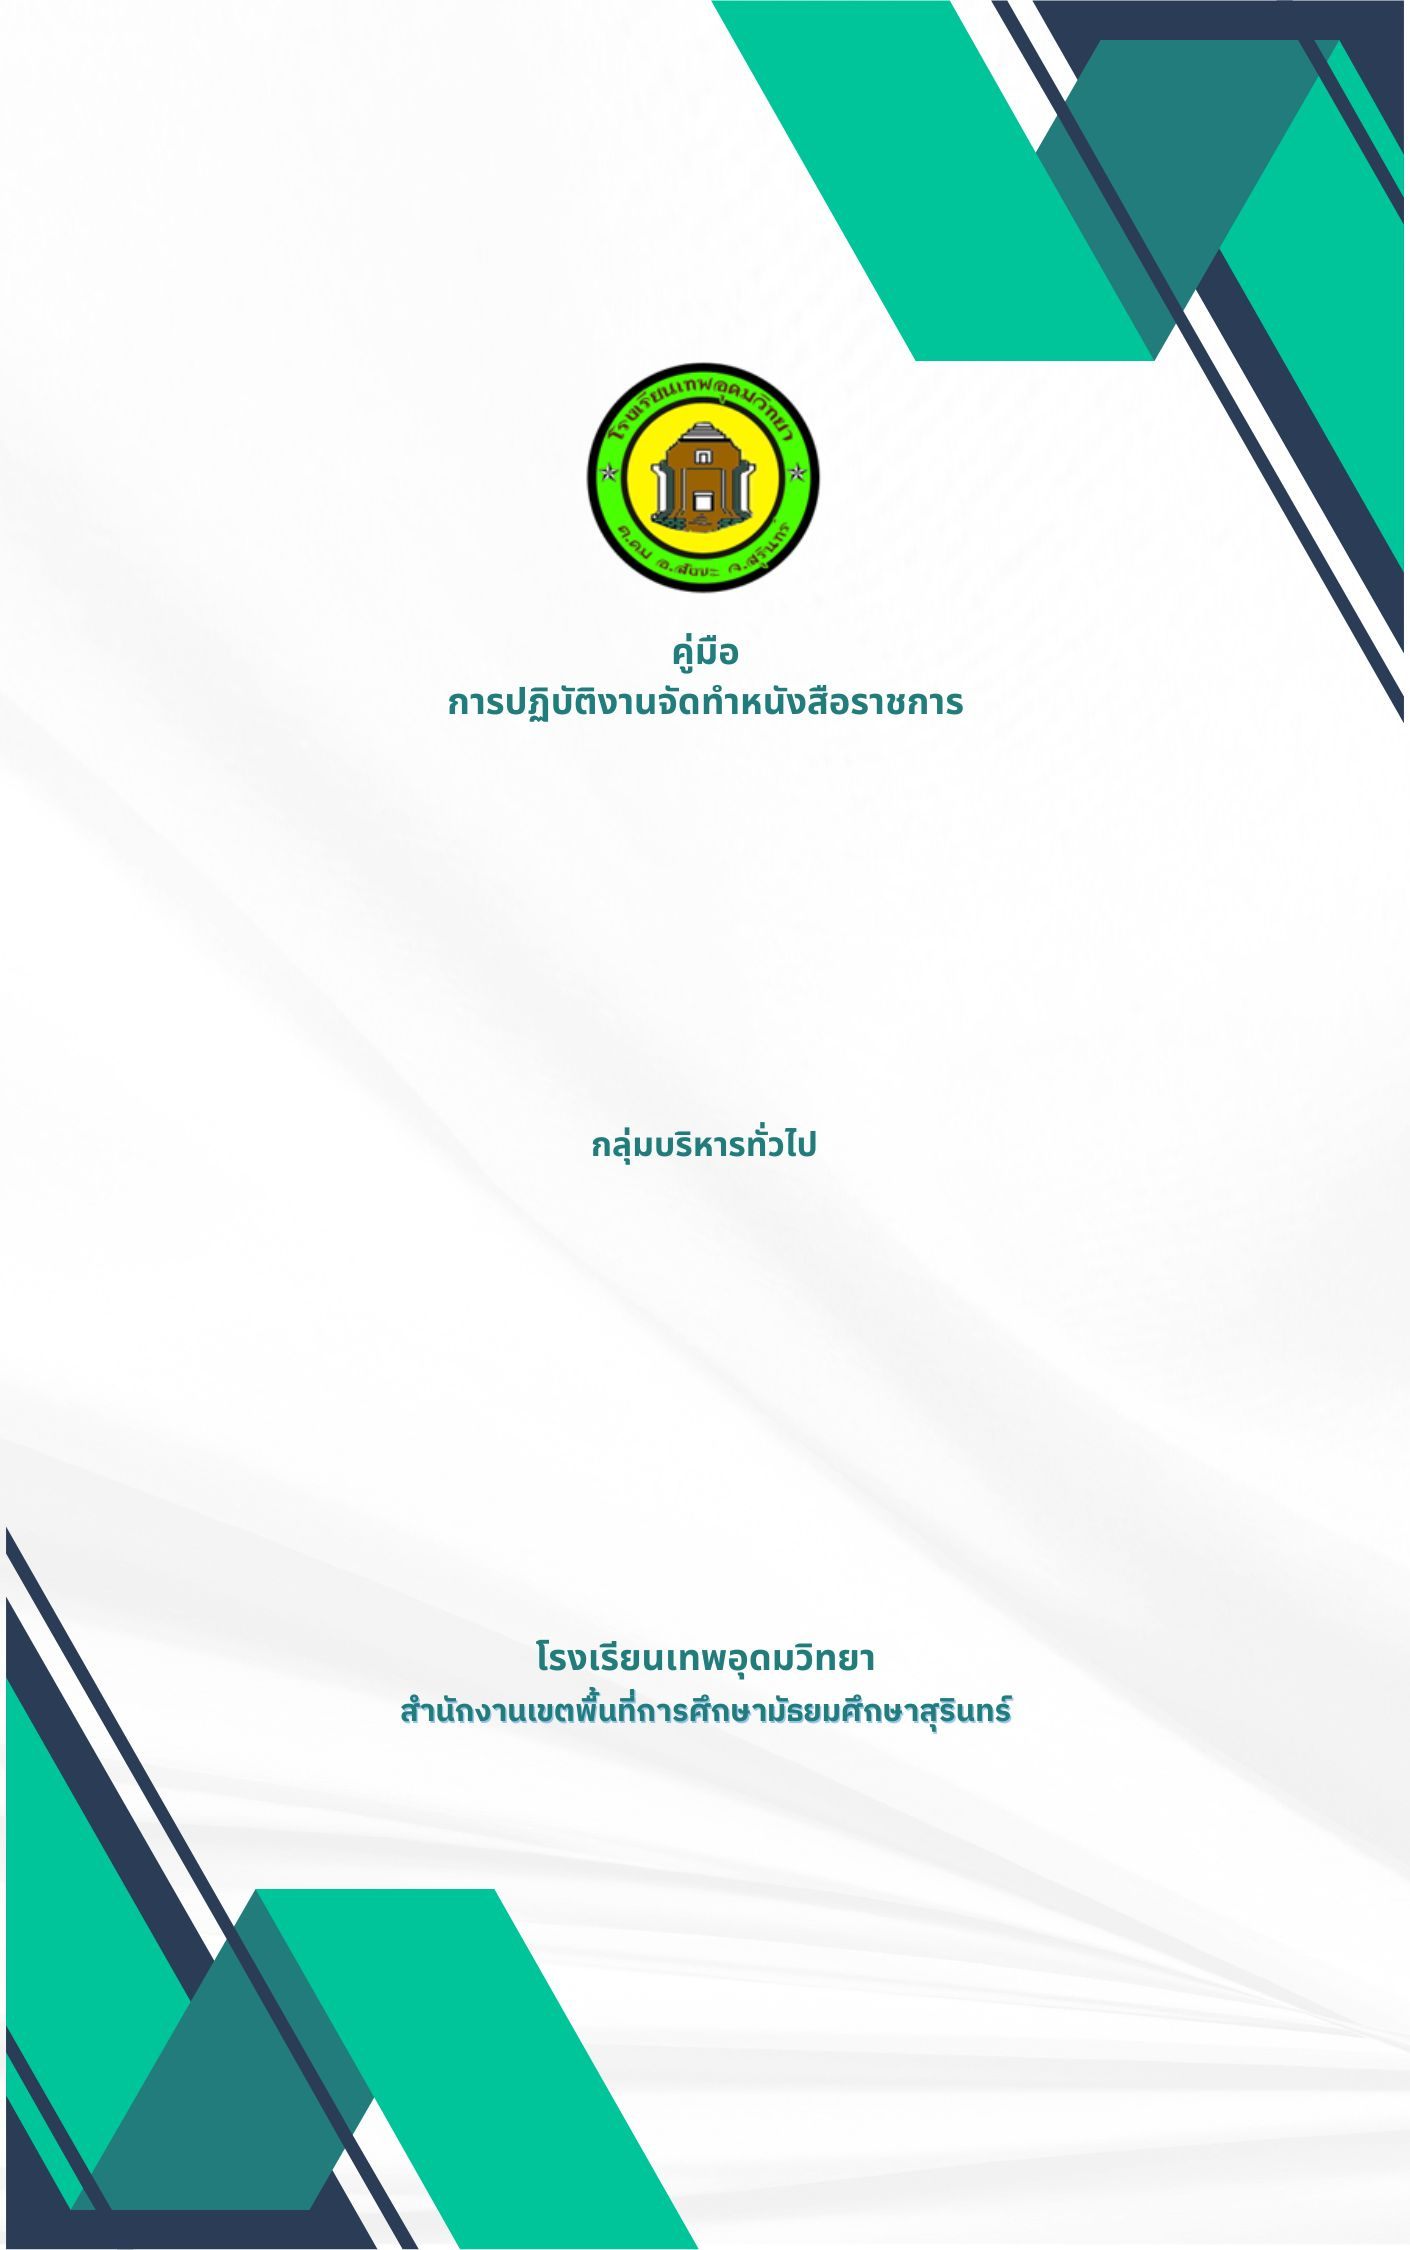 โรงเรียนเทพอุดมวิทยา
ต.ดม อ.สังขะ จ.สุรินทร์
คู่มือ
การปฏิบัติงานจัดทำหนังสือราชการ
กลุ่มบริหารทั่วไป
โรงเรียนเทพอุดมวิทยา
สำนักงานเขตพื้นที่การศึกษามัธยมศึกษาสุรินทร์